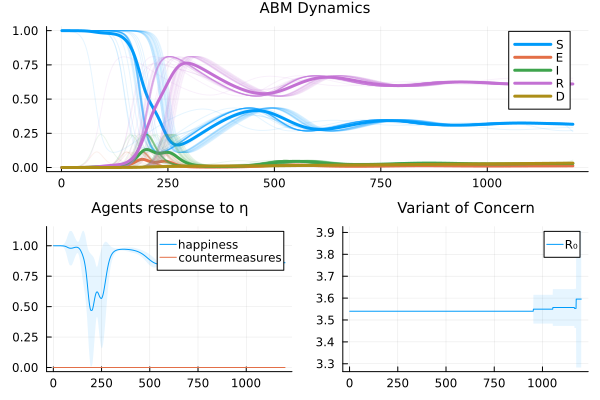 ABM Dynamics
1.00
0.75
0.50
0.25
0.00
S
E
I
R
D
0
250
500
750
1000
Agents response to η
1.00
0.75
0.50
0.25
0.00
happiness
countermeasures
0
250
500
750
1000
Variant of Concern
3.9
3.8
3.7
3.6
3.5
3.4
3.3
R₀
0
250
500
750
1000